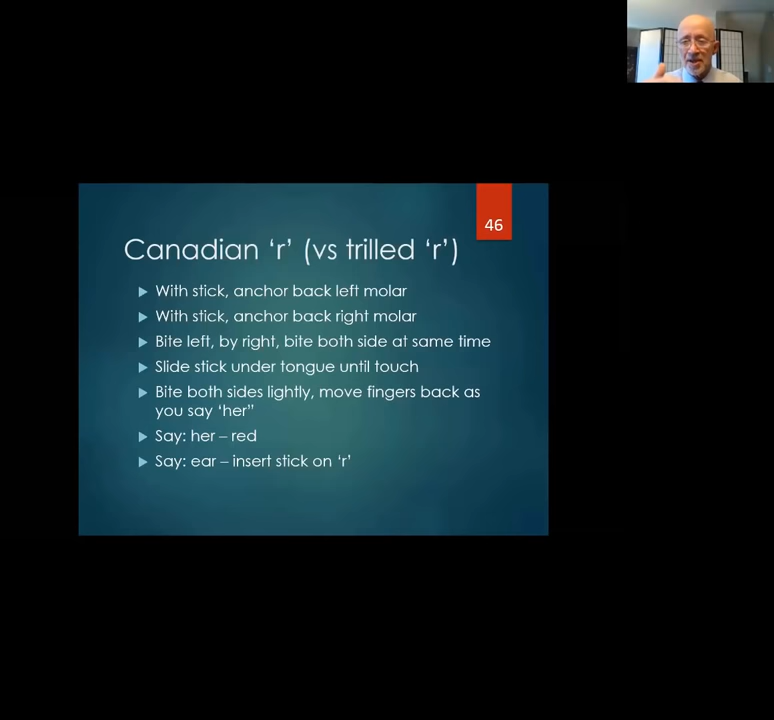 46
Canadian ‘r’ (vs trilled ‘r’)
With stick, anchor back left molar
With stick, anchor back right molar
Bite left, by right, bite both side at same time
Slide stick under tongue until touch
Bite both sides lightly, move fingers back as
you say ‘her”
Say: her – red
Say: ear – insert stick on ‘r’